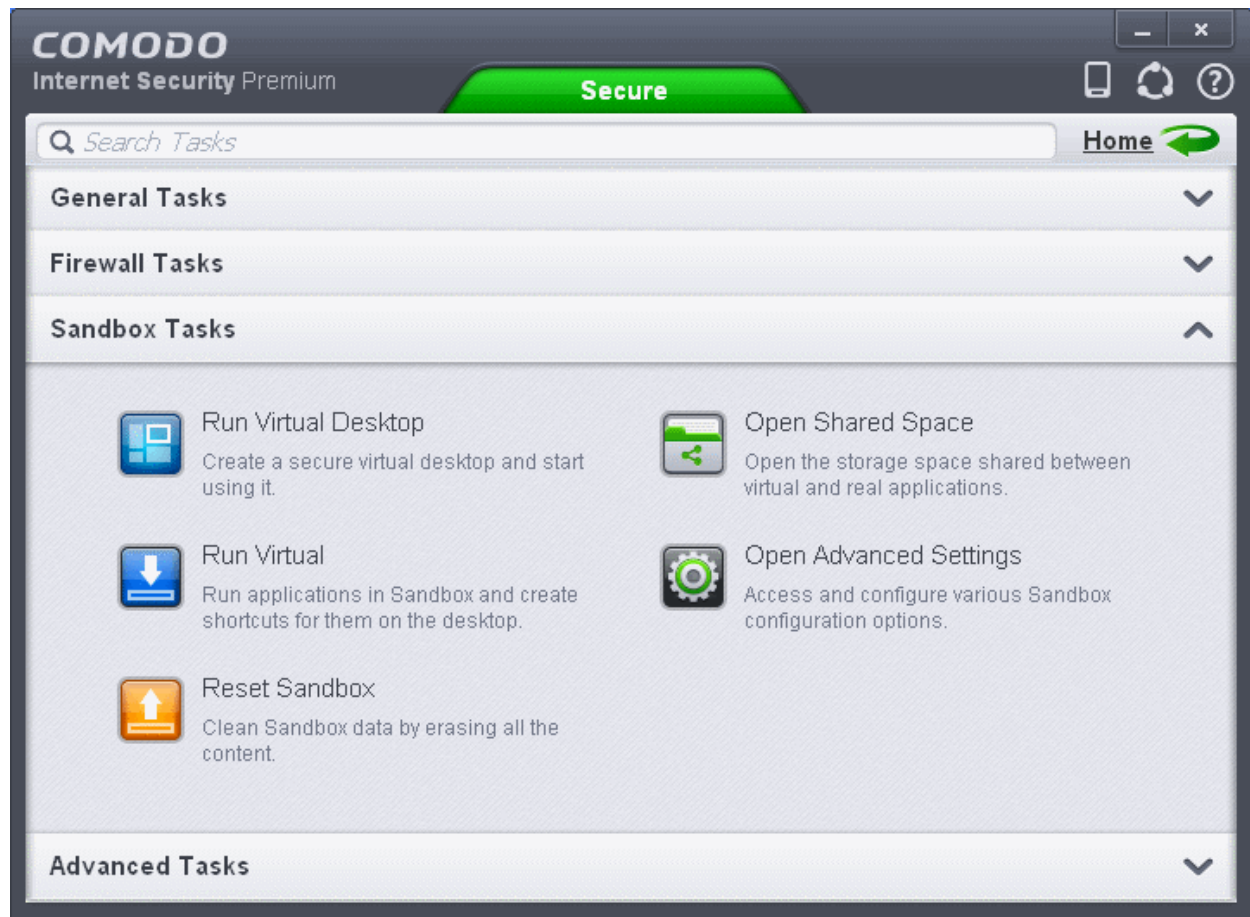 COMODO
Internet Security Premium
Secure
Search Tasks
Home
General Tasks
Firewall Tasks
Sandbox Tasks
Run Virtual Desktop
Create a secure virtual desktop and start
using it.
Open Shared Space
Open the storage space shared between
virtual and real applications.
Run Virtual
Run applications in Sandbox and create
shortcuts for them on the desktop.
Open Advanced Settings
Access and configure various Sandbox
configuration options.
Reset Sandbox
Clean Sandbox data by erasing all the
content.
Advanced Tasks